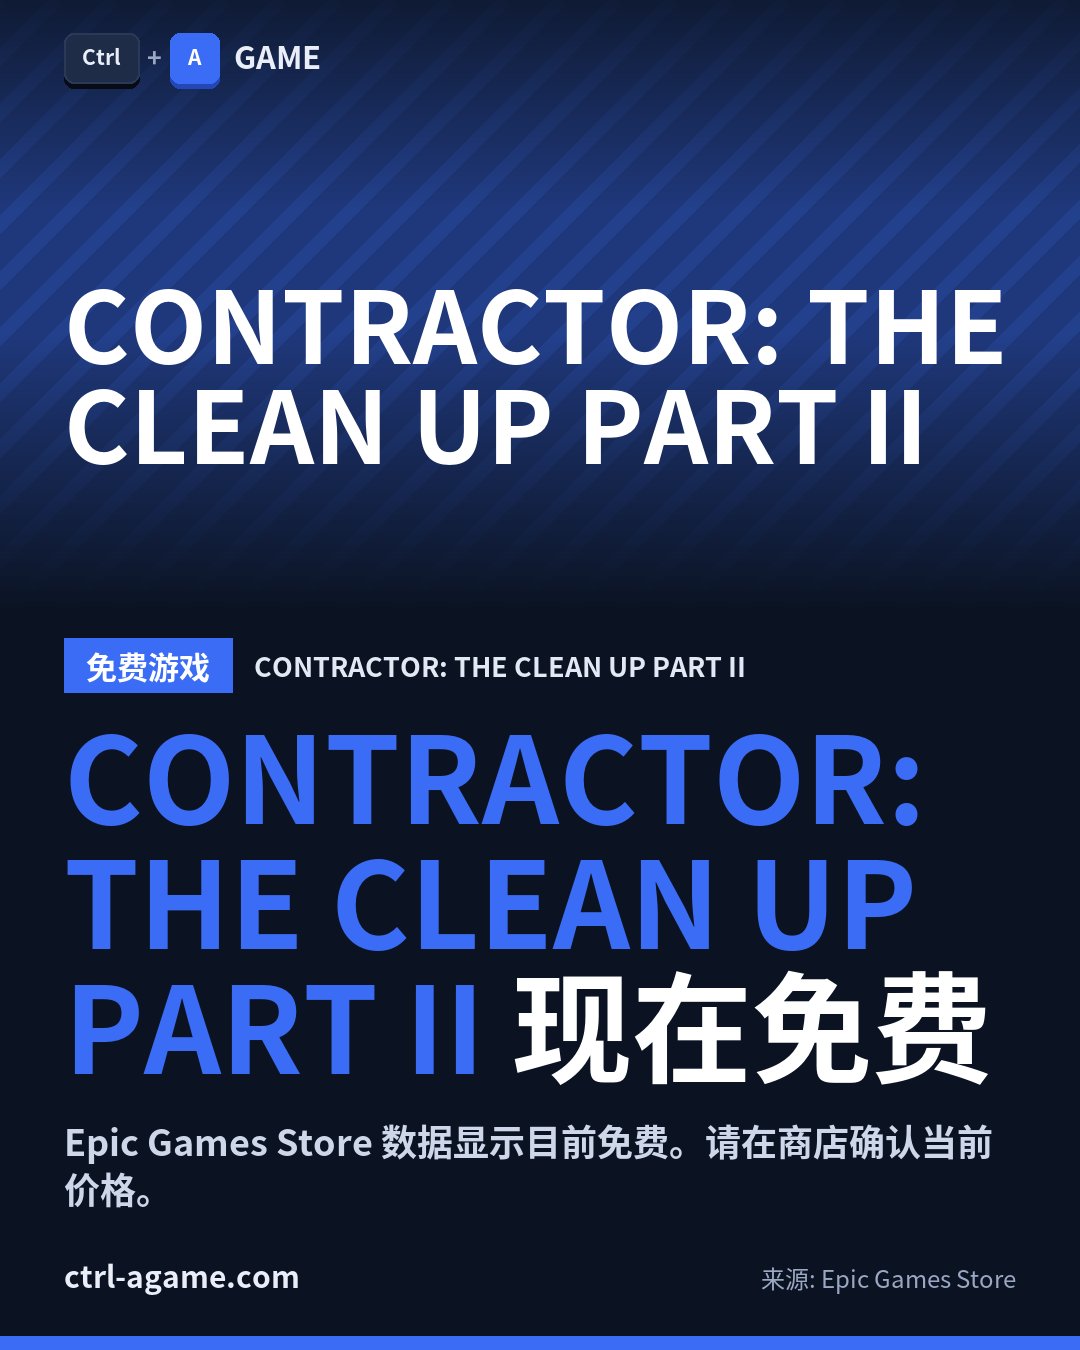 Ctrl + A GAME
CONTRACTOR: THE
CLEAN UP PART II
免费游戏 CONTRACTOR: THE CLEAN UP PART II
CONTRACTOR:
THE CLEAN UP
PART II 现在免费
Epic Games Store 数据显示目前免费。请在商店确认当前
价格。
ctrl-agame.com 来源: Epic Games Store